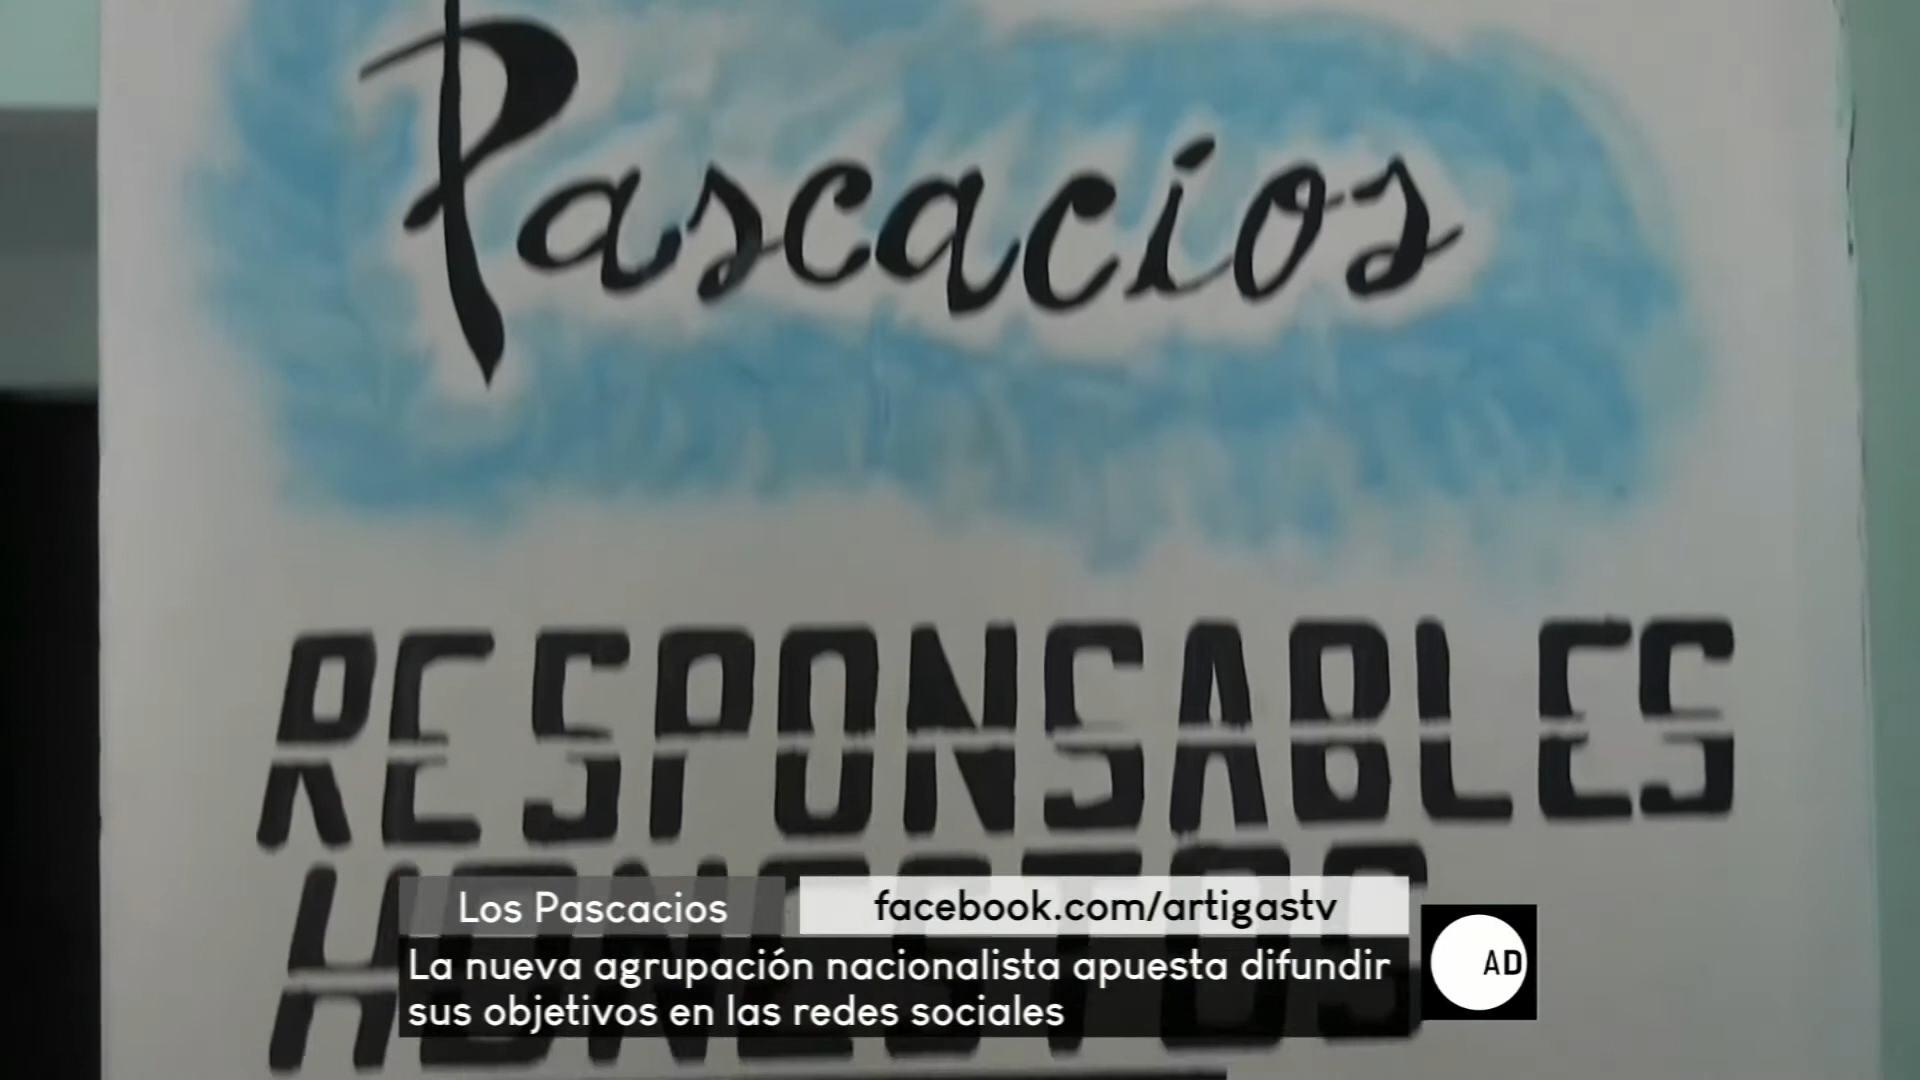 Pascacios
RESPONSABLES
HONESTOS
Los Pascacios
facebook.com/artigastv
La nueva agrupación nacionalista apuesta difundir
sus objetivos en las redes sociales
AD